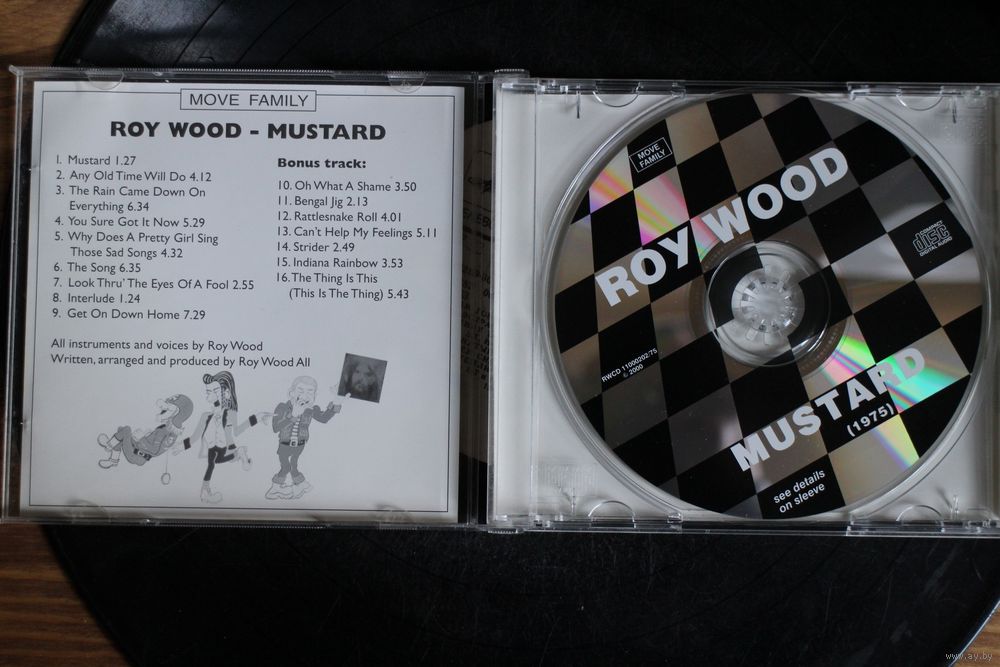 MOVE FAMILY
ROY WOOD - MUSTARD
1. Mustard 1.27
2. Any Old Time Will Do 4.12
3. The Rain Came Down On
Everything 6.34
4. You Sure Got It Now 5.29
5. Why Does A Pretty Girl Sing
Those Sad Songs 4.32
6. The Song 6.35
7. Look Thru' The Eyes Of A Fool 2.55
8. Interlude 1.24
9. Get On Down Home 7.29
Bonus track:
10. Oh What A Shame 3.50
11. Bengal Jig 2.13
12. Rattlesnake Roll 4.01
13. Can't Help My Feelings 5.11
14. Strider 2.49
15. Indiana Rainbow 3.53
16. The Thing Is This
(This Is The Thing) 5.43
All instruments and voices by Roy Wood
Written, arranged and produced by Roy Wood All
MOVE
FAMILY
ROY WOOD
COMPACT
disc
DIGITAL AUDIO
RWCD 11000202/75
© 2000
MUSTARD
(1975)
see details
on sleeve
www.ay.by